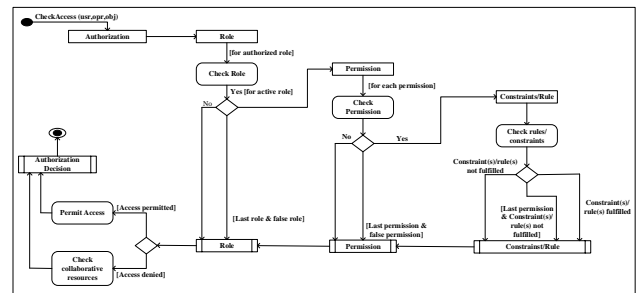 CheckAccess (usr,opr,obj)
Authorization
Role
[for authorized role]
Check Role
Yes [for active role]
No
Permission
[for each permission]
Check
Permission
No
Yes
Constraints/Rule
Check rules/
constraints
Constraint(s)/rule(s)
not fulfilled
Constraint(s)/
rule(s) fulfilled
[Last permission
& Constraint(s)/
rule(s) not
fulfilled]
Authorization
Decision
Permit Access
[Access permitted]
[Last role & false role]
[Last permission &
false permission]
Role
Permission
Constrainst/Rule
Check
collaborative
resources
[Access denied]